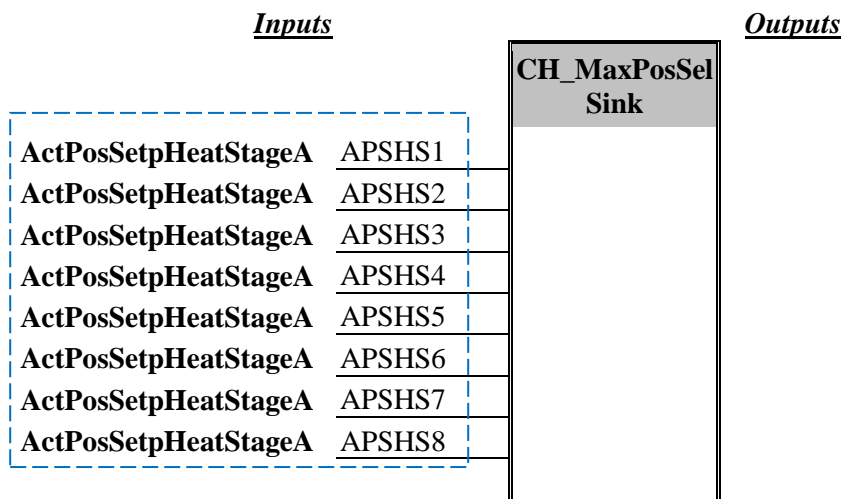 Inputs Outputs
CH_MaxPosSel
Sink
ActPosSetpHeatStageA APSHS1
ActPosSetpHeatStageA APSHS2
ActPosSetpHeatStageA APSHS3
ActPosSetpHeatStageA APSHS4
ActPosSetpHeatStageA APSHS5
ActPosSetpHeatStageA APSHS6
ActPosSetpHeatStageA APSHS7
ActPosSetpHeatStageA APSHS8